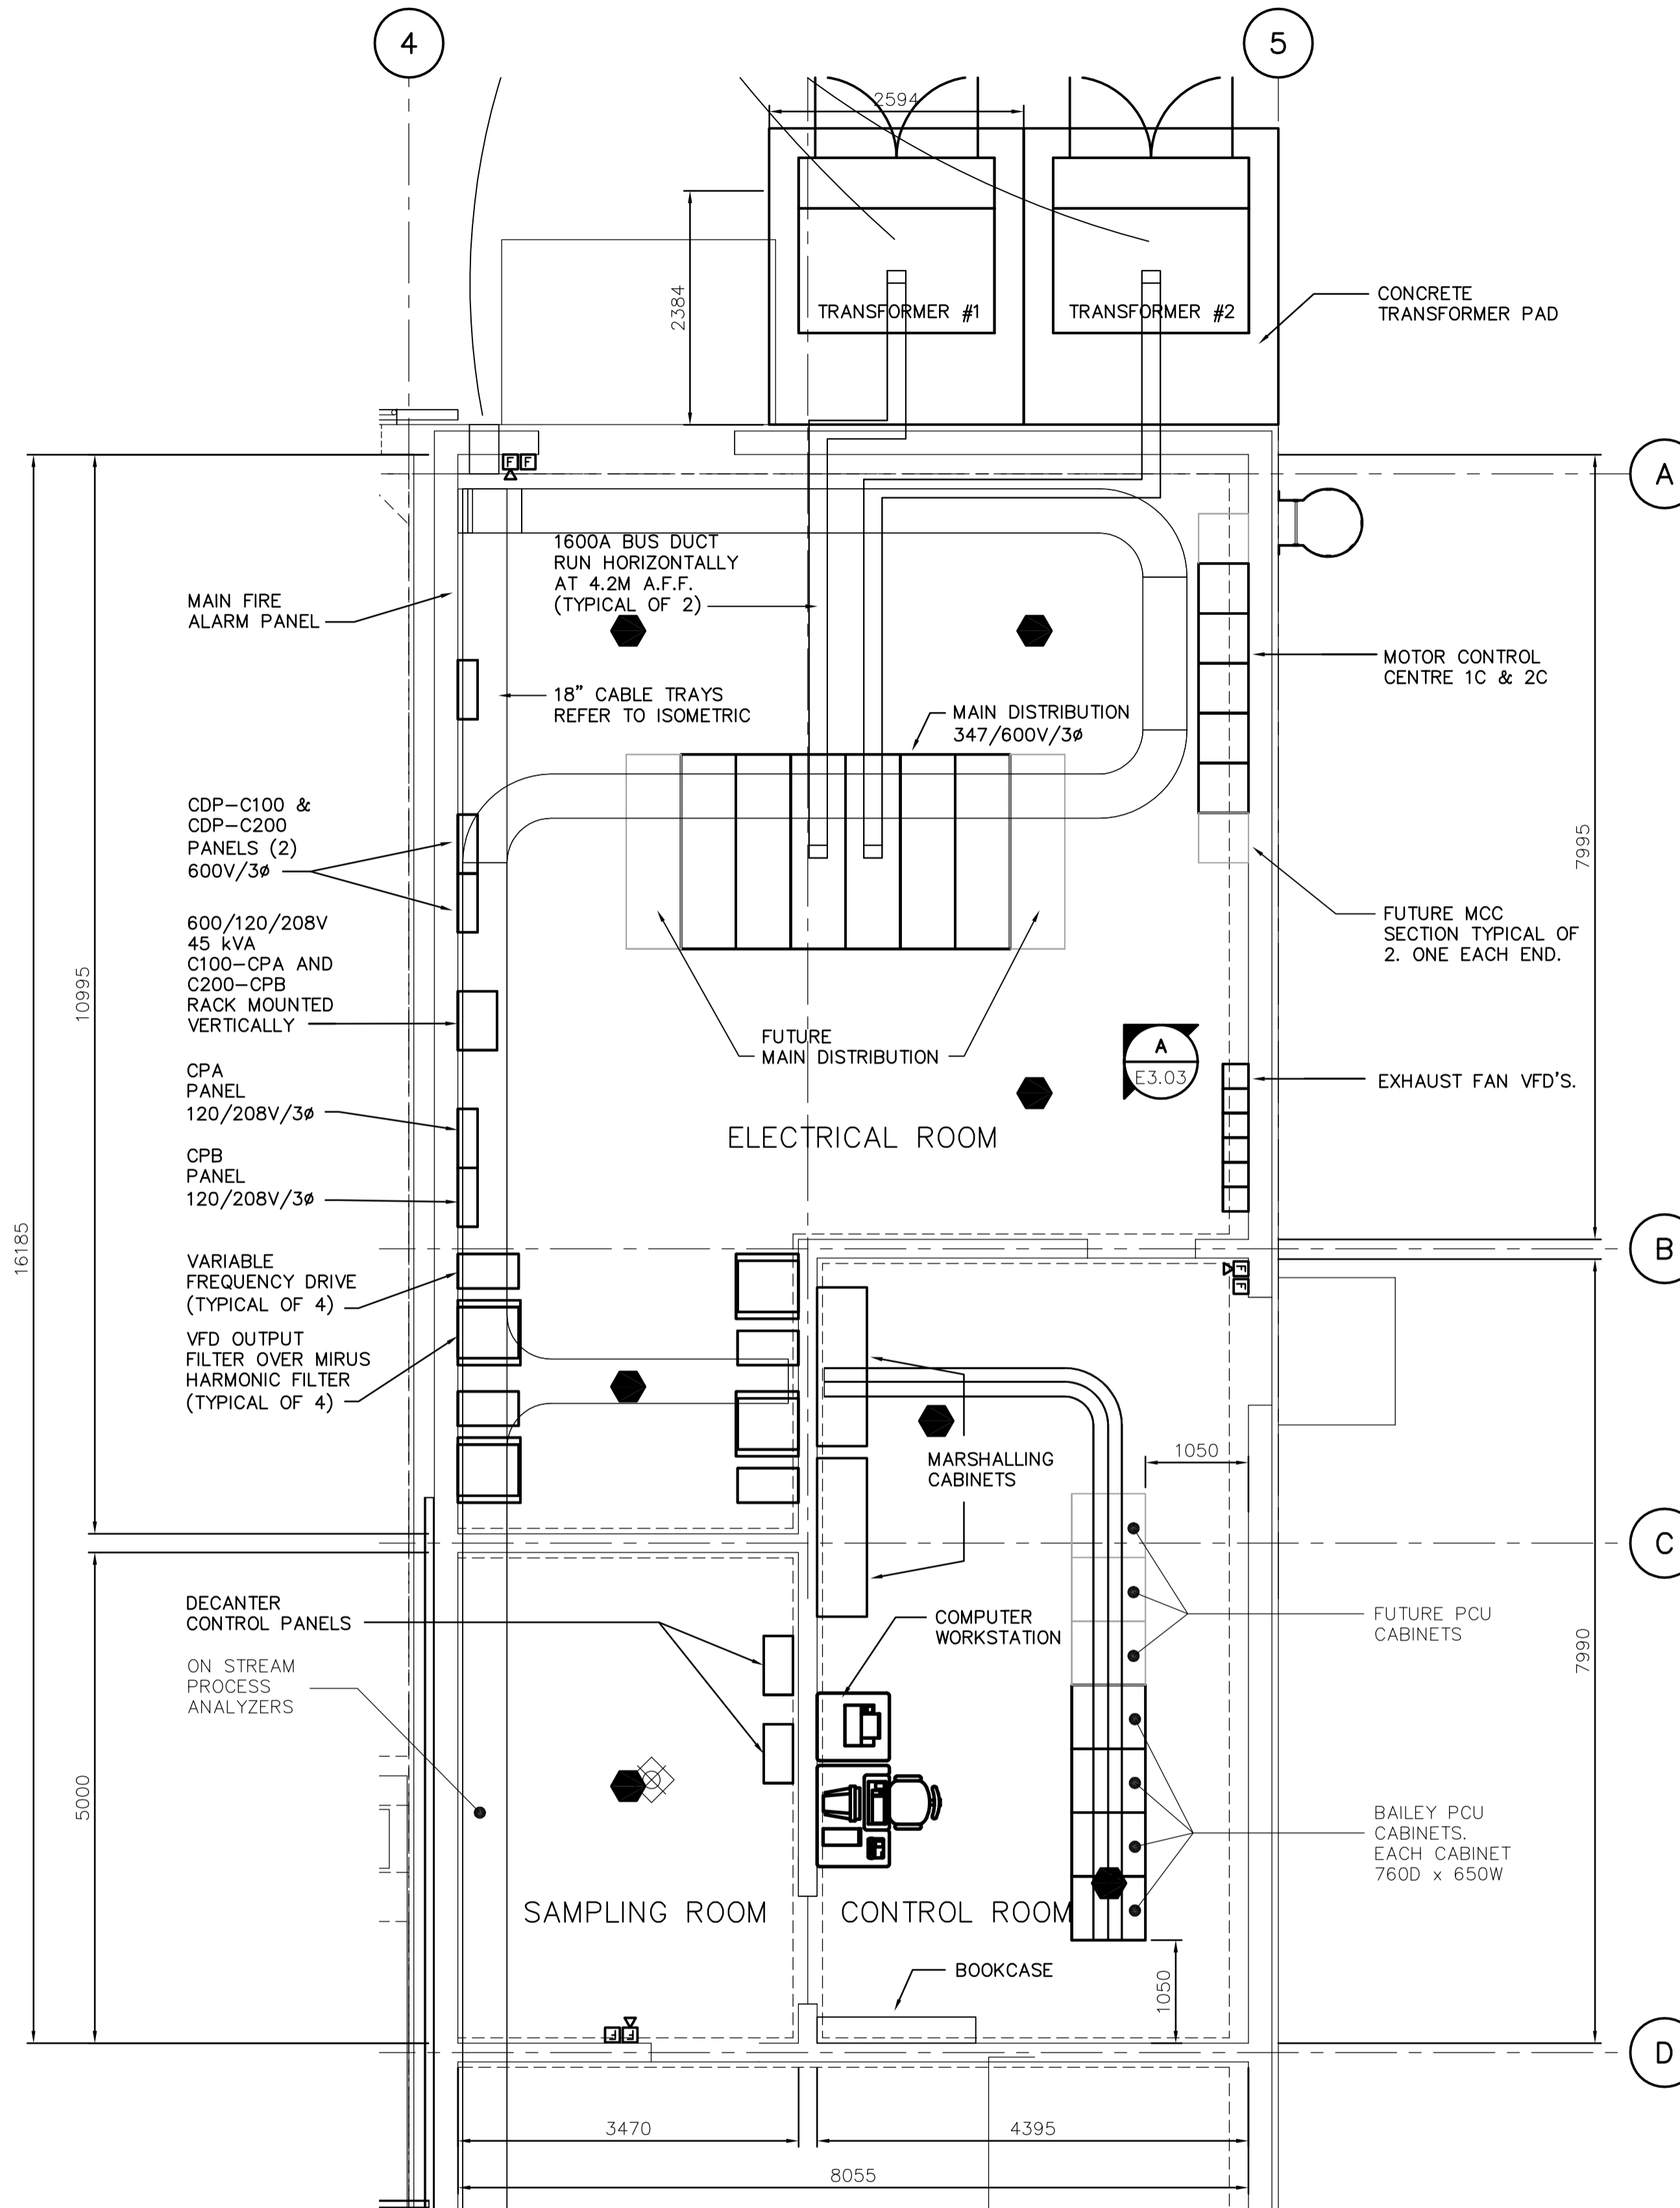 4
5
2594
2384
TRANSFORMER #1
TRANSFORMER #2
CONCRETE
TRANSFORMER PAD
A
F
F
1600A BUS DUCT
RUN HORIZONTALLY
AT 4.2M A.F.F.
(TYPICAL OF 2)
MAIN FIRE
ALARM PANEL
18" CABLE TRAYS
REFER TO ISOMETRIC
MOTOR CONTROL
CENTRE 1C & 2C
MAIN DISTRIBUTION
347/600V/3ø
CDP-C100 &
CDP-C200
PANELS (2)
600V/3ø
7995
600/120/208V
45 kVA
C100-CPA AND
C200-CPB
RACK MOUNTED
VERTICALLY
FUTURE MCC
SECTION TYPICAL OF
2. ONE EACH END.
10995
FUTURE
MAIN DISTRIBUTION
A
E3.03
CPA
PANEL
120/208V/3ø
EXHAUST FAN VFD'S.
ELECTRICAL ROOM
CPB
PANEL
120/208V/3ø
16185
B
F
F
VARIABLE
FREQUENCY DRIVE
(TYPICAL OF 4)
VFD OUTPUT
FILTER OVER MIRUS
HARMONIC FILTER
(TYPICAL OF 4)
MARSHALLING
CABINETS
1050
C
DECANTER
CONTROL PANELS
COMPUTER
WORKSTATION
FUTURE PCU
CABINETS
7990
ON STREAM
PROCESS
ANALYZERS
5000
BAILEY PCU
CABINETS.
EACH CABINET
760D x 650W
SAMPLING ROOM
CONTROL ROOM
BOOKCASE
1050
F
F
D
3470
4395
8055